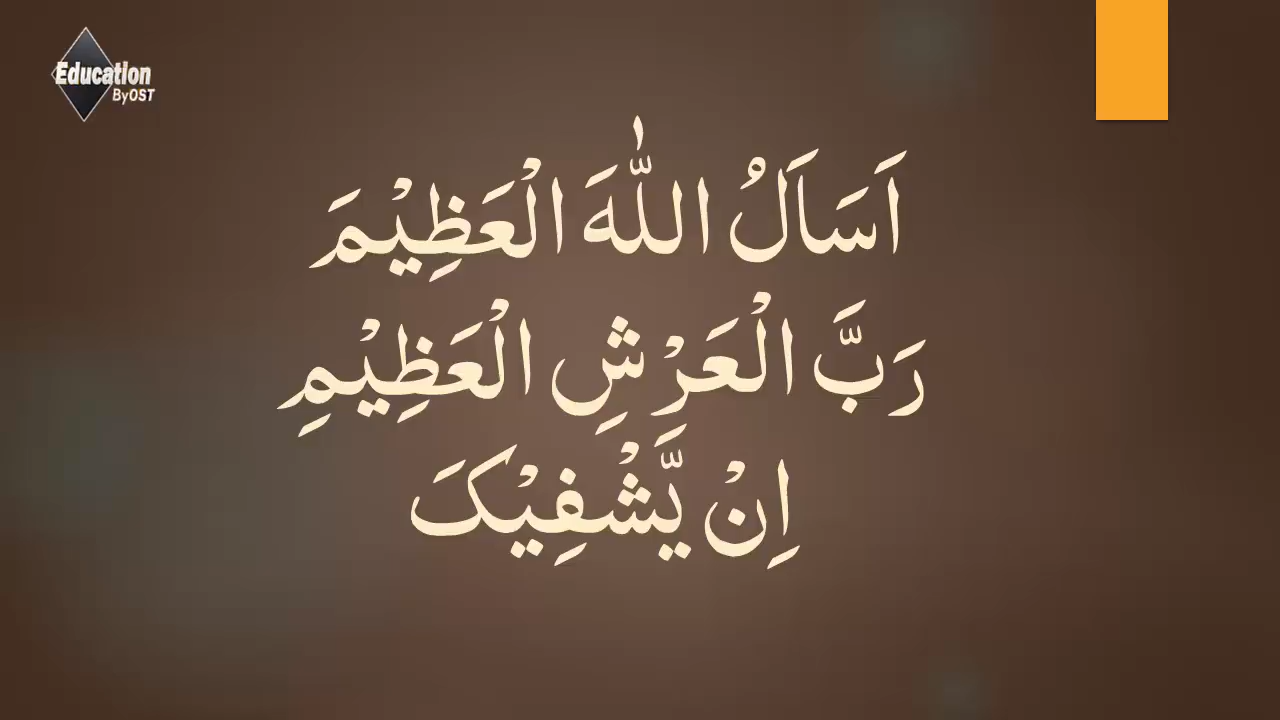 Education
ByOST
اَسَاَلُ اللّٰهَ الْعَظِيْمَ
رَبَّ الْعَرْشِ الْعَظِيْمِ
اِنْ يَّشْفِيْکَ